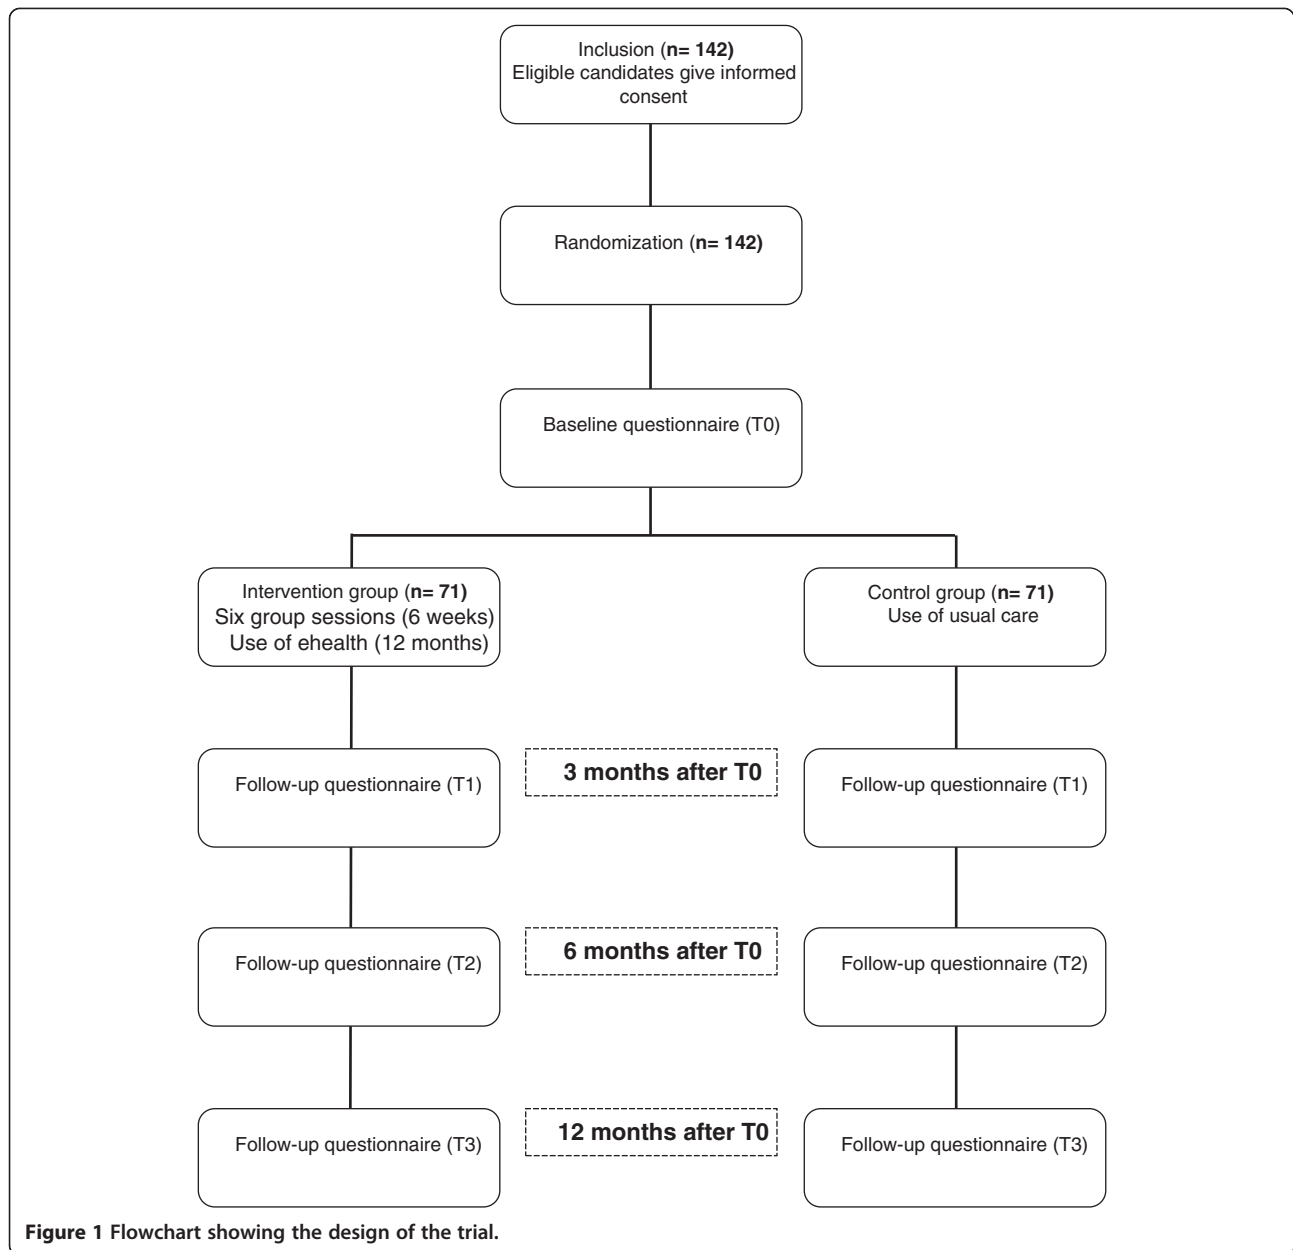 Inclusion (n= 142)
Eligible candidates give informed
consent
Randomization (n= 142)
Baseline questionnaire (T0)
Intervention group (n= 71)
Six group sessions (6 weeks)
Use of ehealth (12 months)
Control group (n= 71)
Use of usual care
Follow-up questionnaire (T1)
3 months after T0
Follow-up questionnaire (T1)
Follow-up questionnaire (T2)
6 months after T0
Follow-up questionnaire (T2)
Follow-up questionnaire (T3)
12 months after T0
Follow-up questionnaire (T3)
Figure 1 Flowchart showing the design of the trial.